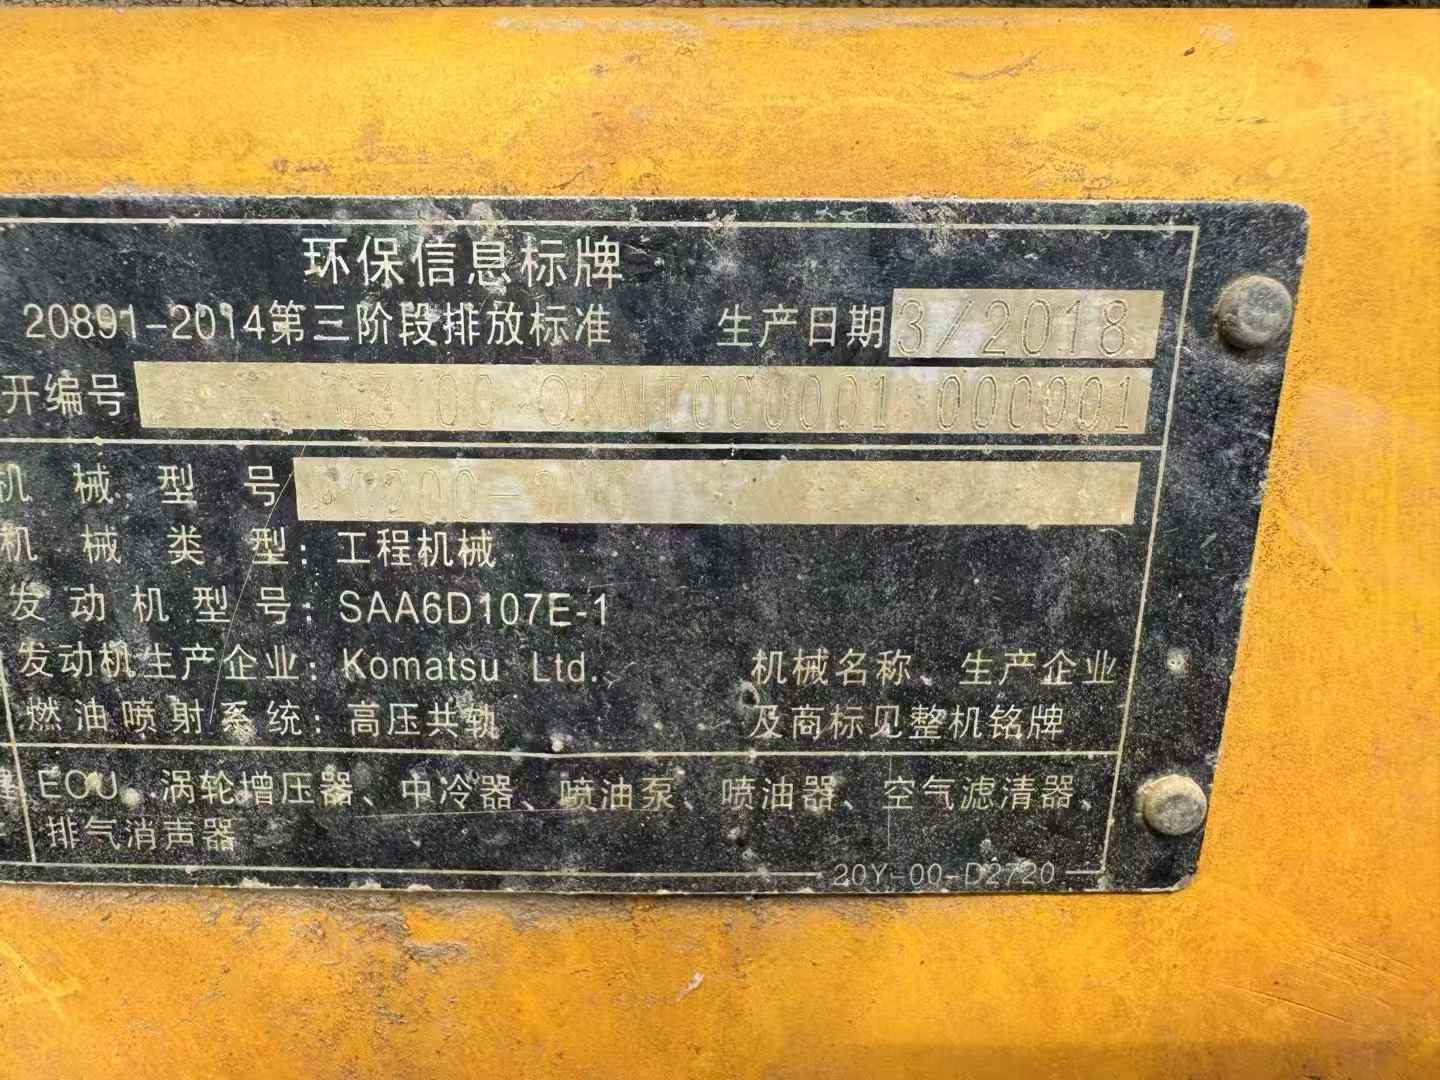 环保信息标牌
20891-2014第三阶段排放标准 生产日期 3/2018
开编号 000001 000001
机械型号 PC200-8M0
机械类型：工程机械
发动机型号：SAA6D107E-1
发动机生产企业：Komatsu Ltd. 机械名称、生产企业
燃油喷射系统：高压共轨 及商标见整机铭牌
ECU、涡轮增压器、中冷器、喷油泵、喷油器、空气滤清器、
排气消声器
20Y-00-D2720